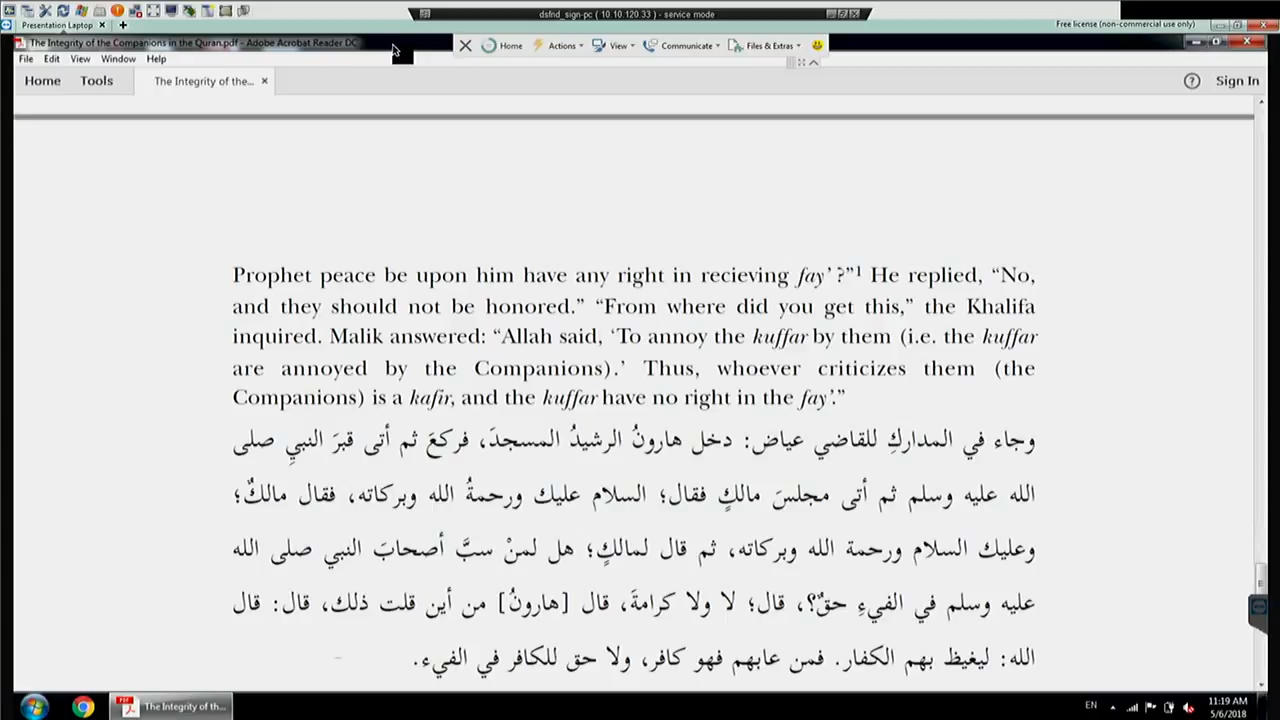 dsfnd_sign-pc ( 10.10.120.33 ) - service mode
Presentation Laptop × +
Free license (non-commercial use only)
The Integrity of the Companions in the Quran.pdf - Adobe Acrobat Reader DC
Home Actions View Communicate Files & Extras
File Edit View Window Help
Home Tools The Integrity of the... × Sign In
Prophet peace be upon him have any right in recieving fay’ ?”1 He replied, “No,
and they should not be honored.” “From where did you get this,” the Khalifa
inquired. Malik answered: “Allah said, ‘To annoy the kuffar by them (i.e. the kuffar
are annoyed by the Companions).’ Thus, whoever criticizes them (the
Companions) is a kafir, and the kuffar have no right in the fay’.”
وجاء في المداركِ للقاضي عياض: دخل هارونُ الرشيدُ المسجدَ، فركعَ ثم أتى قبرَ النبيِ صلى
الله عليه وسلم ثم أتى مجلسَ مالكٍ فقال؛ السلام عليك ورحمةُ الله وبركاته، فقال مالكٌ؛
وعليك السلام ورحمة الله وبركاته، ثم قال لمالكٍ؛ هل لمنْ سبَّ أصحابَ النبي صلى الله
عليه وسلم في الفيءِ حقٌ؟، قال؛ لا ولا كرامةَ، قال [هارونُ] من أين قلت ذلك، قال: قال
الله: ليغيظ بهم الكفار. فمن عابهم فهو كافر، ولا حق للكافر في الفيء.
The Integrity of th...
EN
11:19 AM
5/6/2018